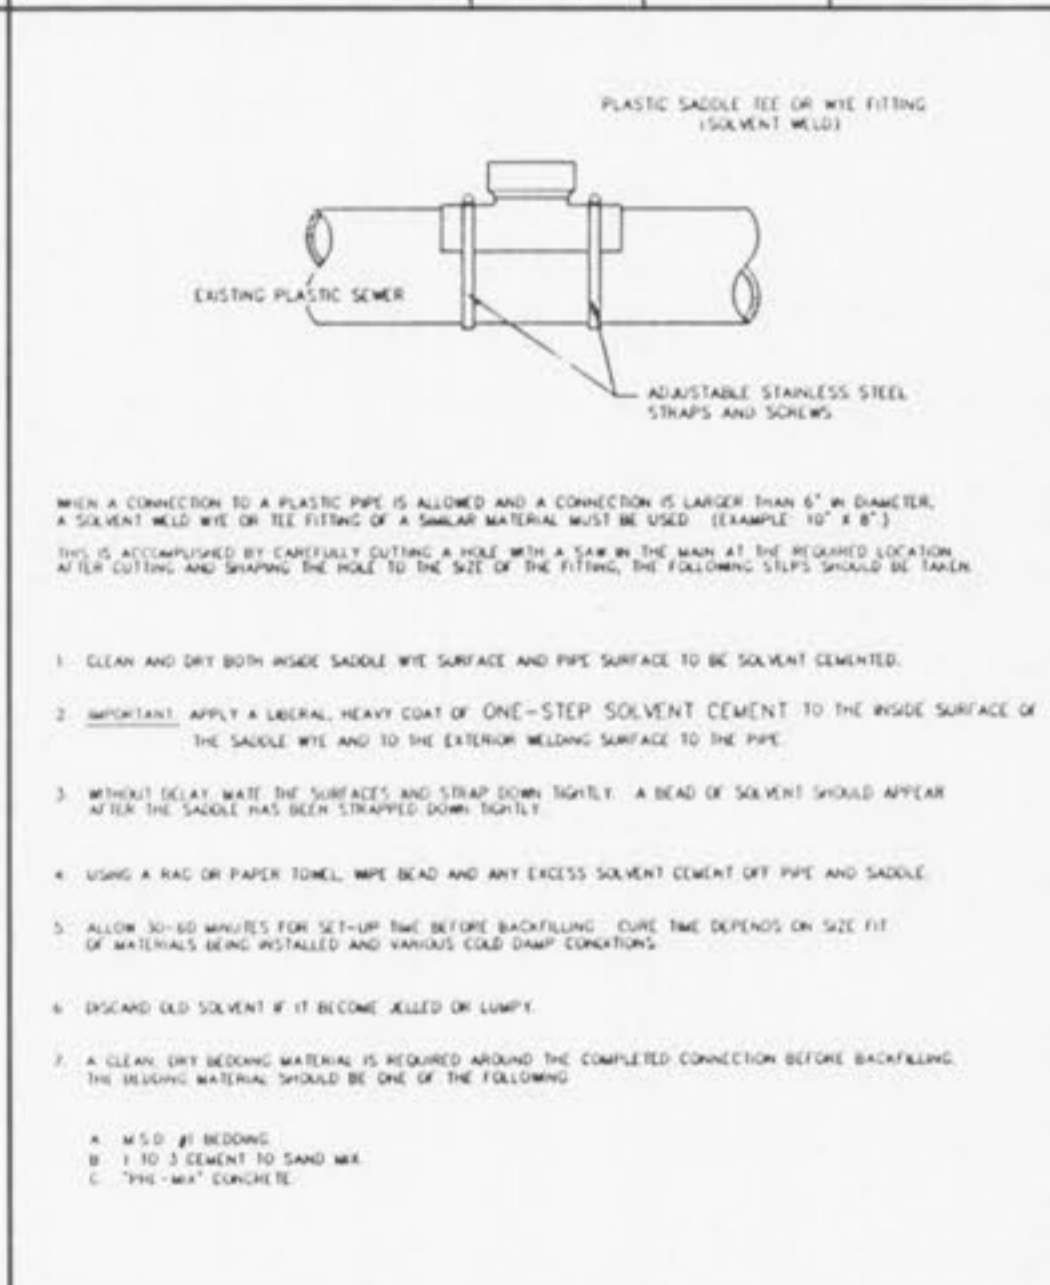 PLASTIC SADDLE TEE OR WYE FITTING
(SOLVENT WELD)
EXISTING PLASTIC SEWER
ADJUSTABLE STAINLESS STEEL
STRAPS AND SCREWS
WHEN A CONNECTION TO A PLASTIC PIPE IS ALLOWED AND A CONNECTION IS LARGER THAN 6" IN DIAMETER,
A SOLVENT WELD WYE OR TEE FITTING OF A SIMILAR MATERIAL MUST BE USED (EXAMPLE 10" X 8".)
THIS IS ACCOMPLISHED BY CAREFULLY CUTTING A HOLE WITH A SAW IN THE MAIN AT THE REQUIRED LOCATION
AFTER CUTTING AND SHAPING THE HOLE TO THE SIZE OF THE FITTING, THE FOLLOWING STEPS SHOULD BE TAKEN
1 CLEAN AND DRY BOTH INSIDE SADDLE WYE SURFACE AND PIPE SURFACE TO BE SOLVENT CEMENTED.
2 IMPORTANT: APPLY A LIBERAL, HEAVY COAT OF ONE-STEP SOLVENT CEMENT TO THE INSIDE SURFACE OF
THE SADDLE WYE AND TO THE EXTERIOR WELDING SURFACE TO THE PIPE.
3 WITHOUT DELAY, MATE THE SURFACES AND STRAP DOWN TIGHTLY. A BEAD OF SOLVENT SHOULD APPEAR
AFTER THE SADDLE HAS BEEN STRAPPED DOWN TIGHTLY.
4 USING A RAG OR PAPER TOWEL, WIPE BEAD AND ANY EXCESS SOLVENT CEMENT OFF PIPE AND SADDLE.
5 ALLOW 30-60 MINUTES FOR SET-UP TIME BEFORE BACKFILLING CURE TIME DEPENDS ON SIZE FIT
OF MATERIALS BEING INSTALLED AND VARIOUS COLD DAMP CONDITIONS.
6 DISCARD OLD SOLVENT IF IT BECOME JELLED OR LUMPY.
7. A CLEAN, DRY BEDDING MATERIAL IS REQUIRED AROUND THE COMPLETED CONNECTION BEFORE BACKFILLING.
THE BEDDING MATERIAL SHOULD BE ONE OF THE FOLLOWING
A M.S.D. #1 BEDDING
B 1 TO 3 CEMENT TO SAND MIX
C "PRE-MIX" CONCRETE